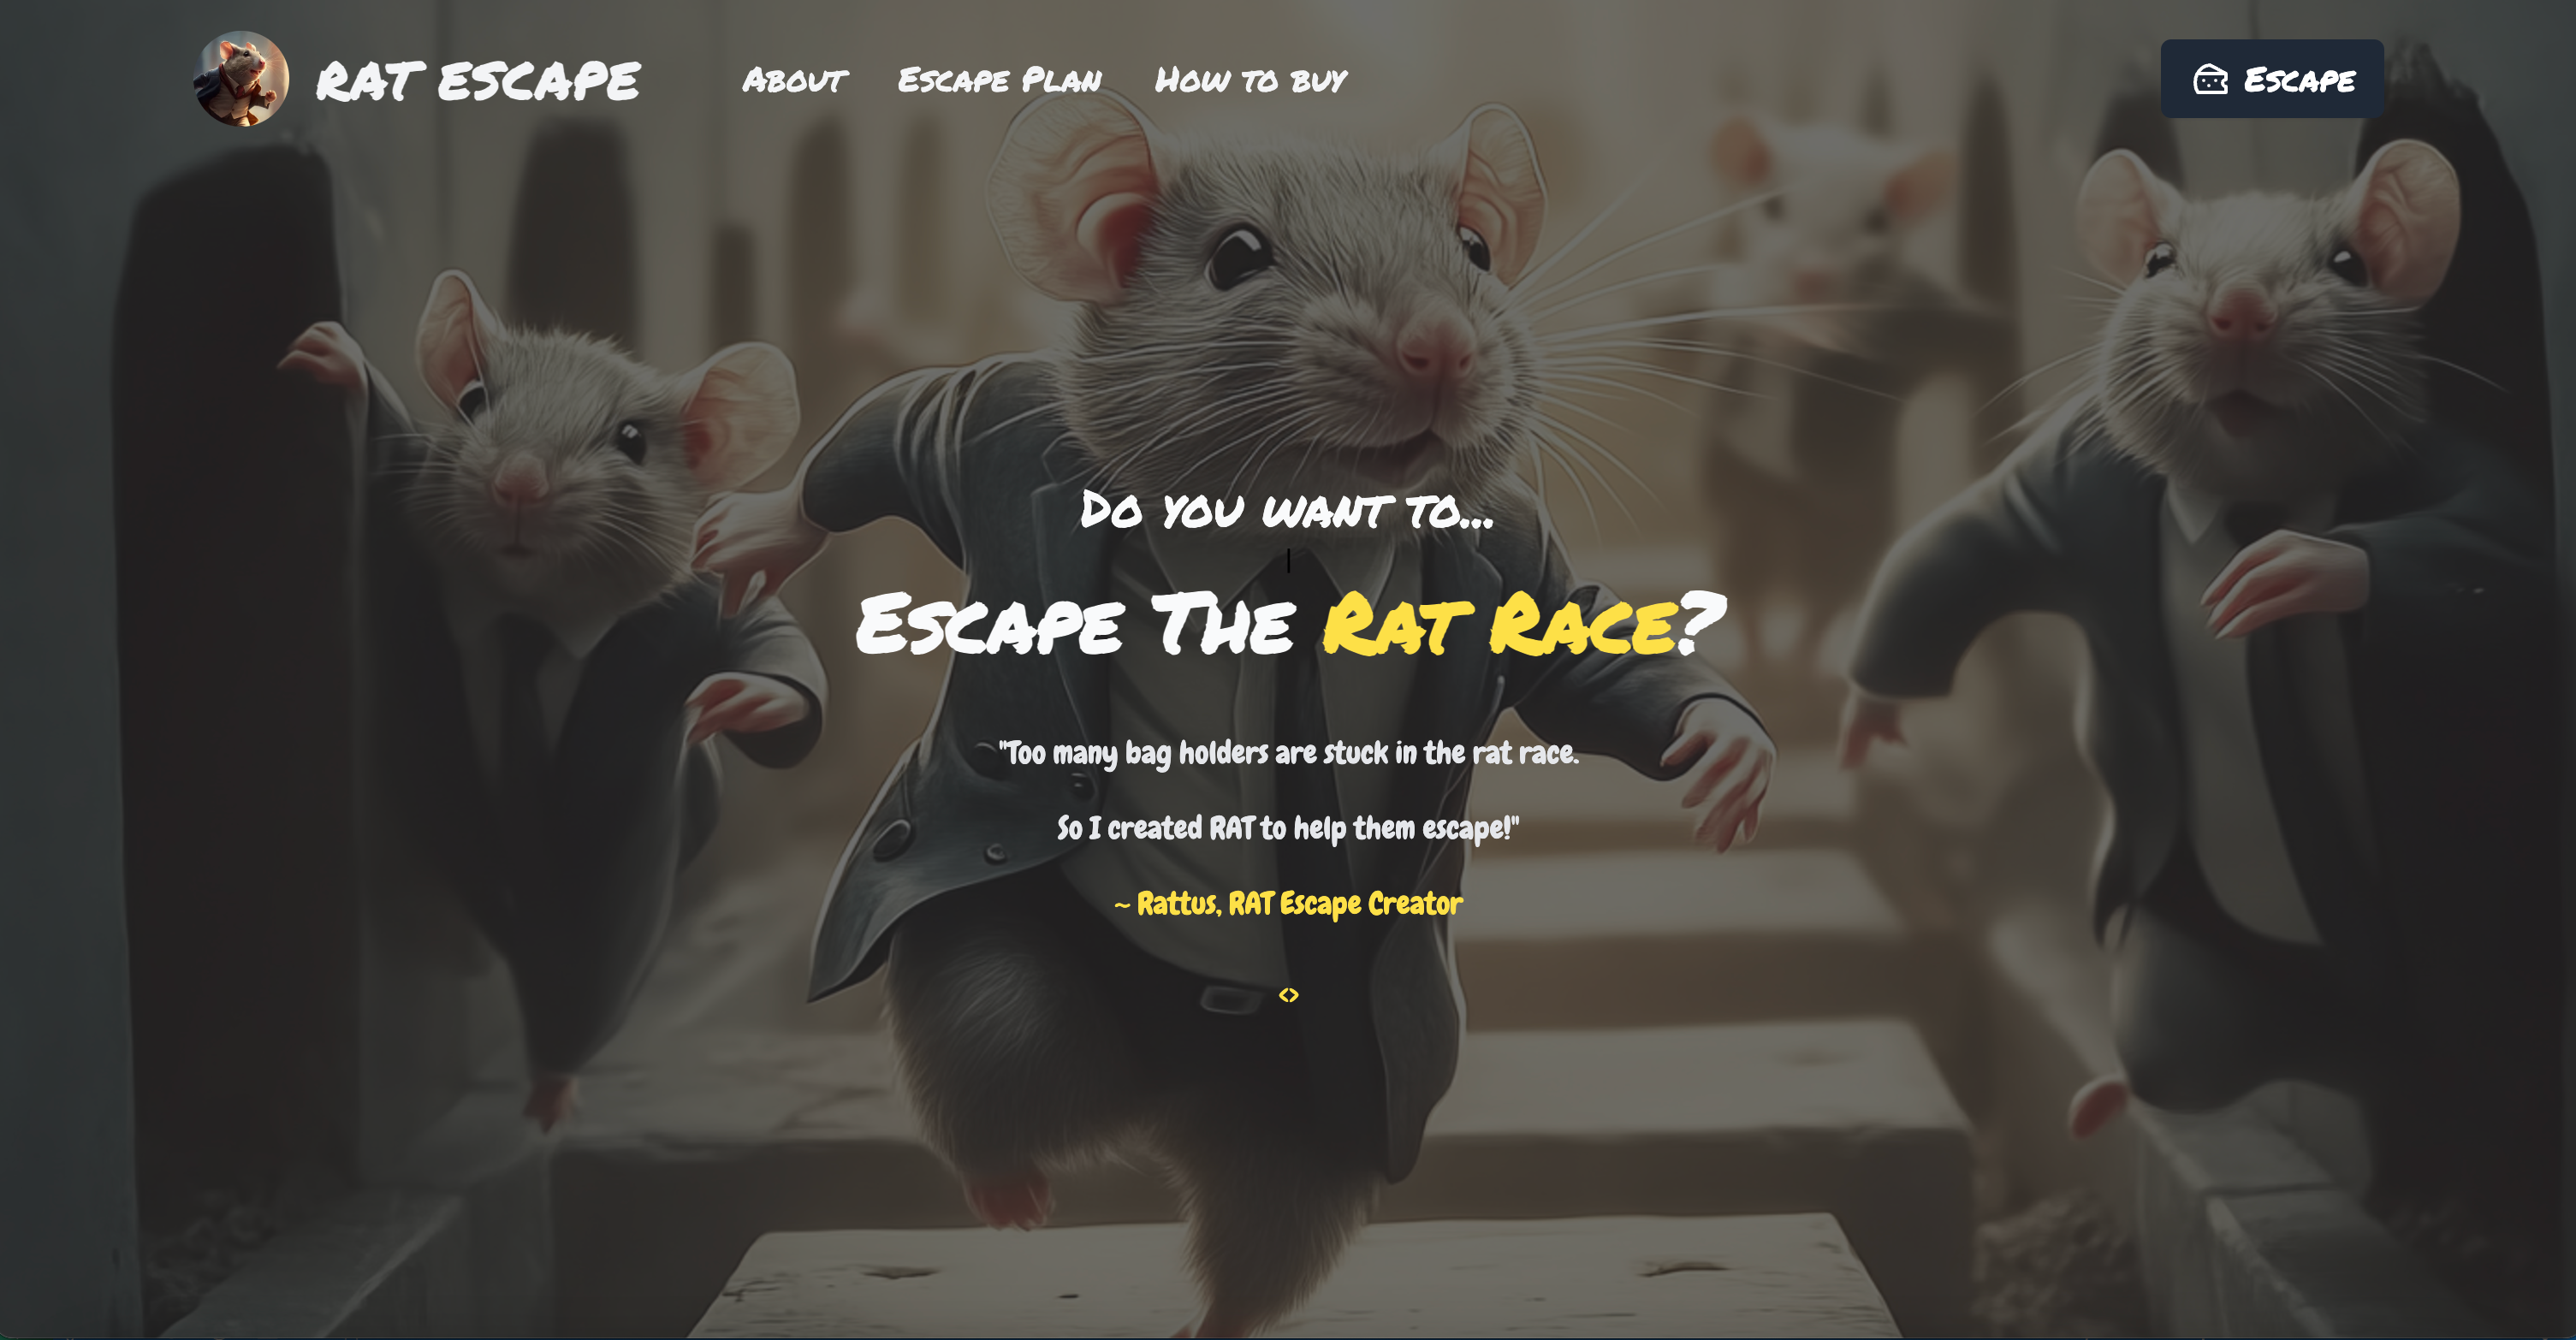 RAT ESCAPE
About
Escape Plan
How to buy
Escape
Do you want to...
|
Escape The Rat Race?
"Too many bag holders are stuck in the rat race.
So I created RAT to help them escape!"
~ Rattus, RAT Escape Creator
<>